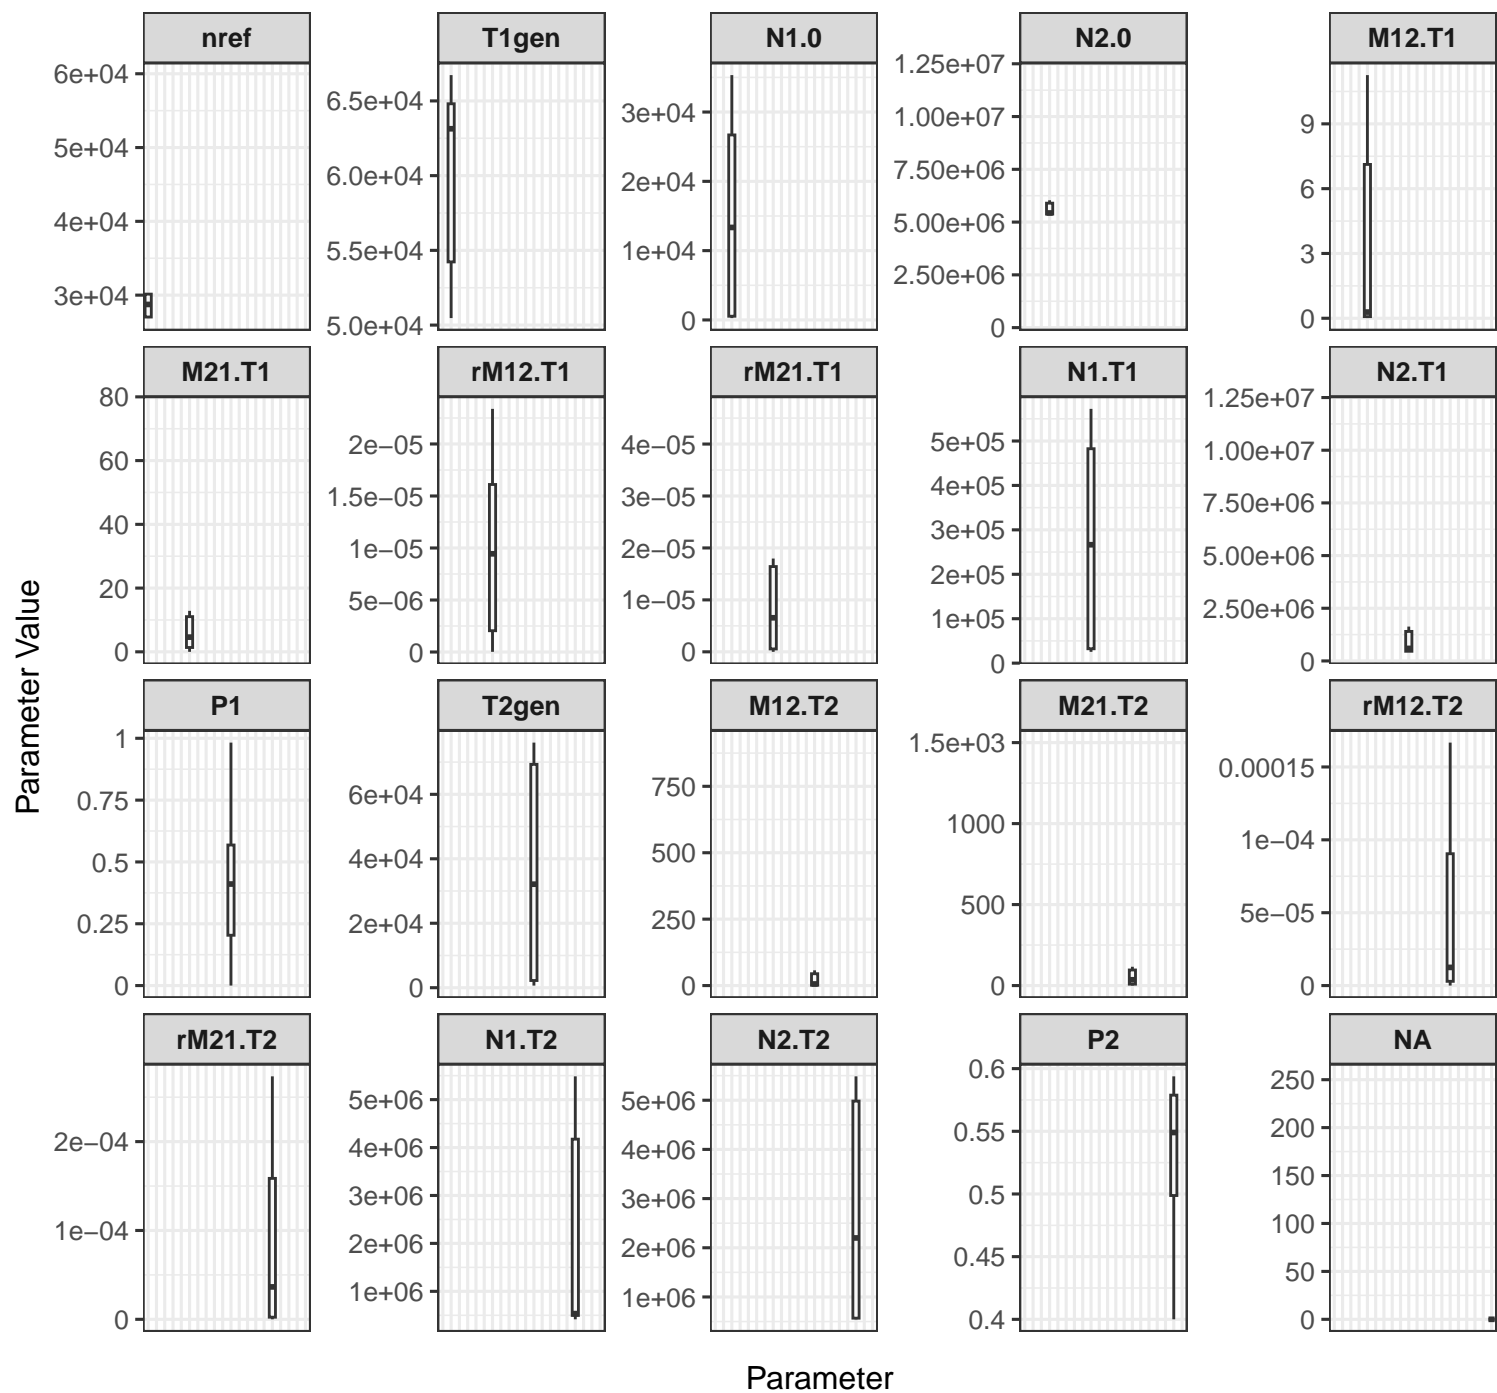 nref T1gen N1.0 N2.0 M12.T1
6e+04 5e+04 4e+04 3e+04
6.5e+04 6.0e+04 5.5e+04 5.0e+04
3e+04 2e+04 1e+04 0
1.25e+07 1.00e+07 7.50e+06 5.00e+06 2.50e+06 0
9 6 3 0
M21.T1 rM12.T1 rM21.T1 N1.T1 N2.T1
80 60 40 20 0
2e−05 1.5e−05 1e−05 5e−06 0
4e−05 3e−05 2e−05 1e−05 0
5e+05 4e+05 3e+05 2e+05 1e+05 0
1.25e+07 1.00e+07 7.50e+06 5.00e+06 2.50e+06 0
Parameter Value
P1 T2gen M12.T2 M21.T2 rM12.T2
1 0.75 0.5 0.25 0
6e+04 4e+04 2e+04 0
750 500 250 0
1.5e+03 1000 500 0
0.00015 1e−04 5e−05 0
rM21.T2 N1.T2 N2.T2 P2 NA
2e−04 1e−04 0
5e+06 4e+06 3e+06 2e+06 1e+06
5e+06 4e+06 3e+06 2e+06 1e+06
0.6 0.55 0.5 0.45 0.4
250 200 150 100 50 0
Parameter